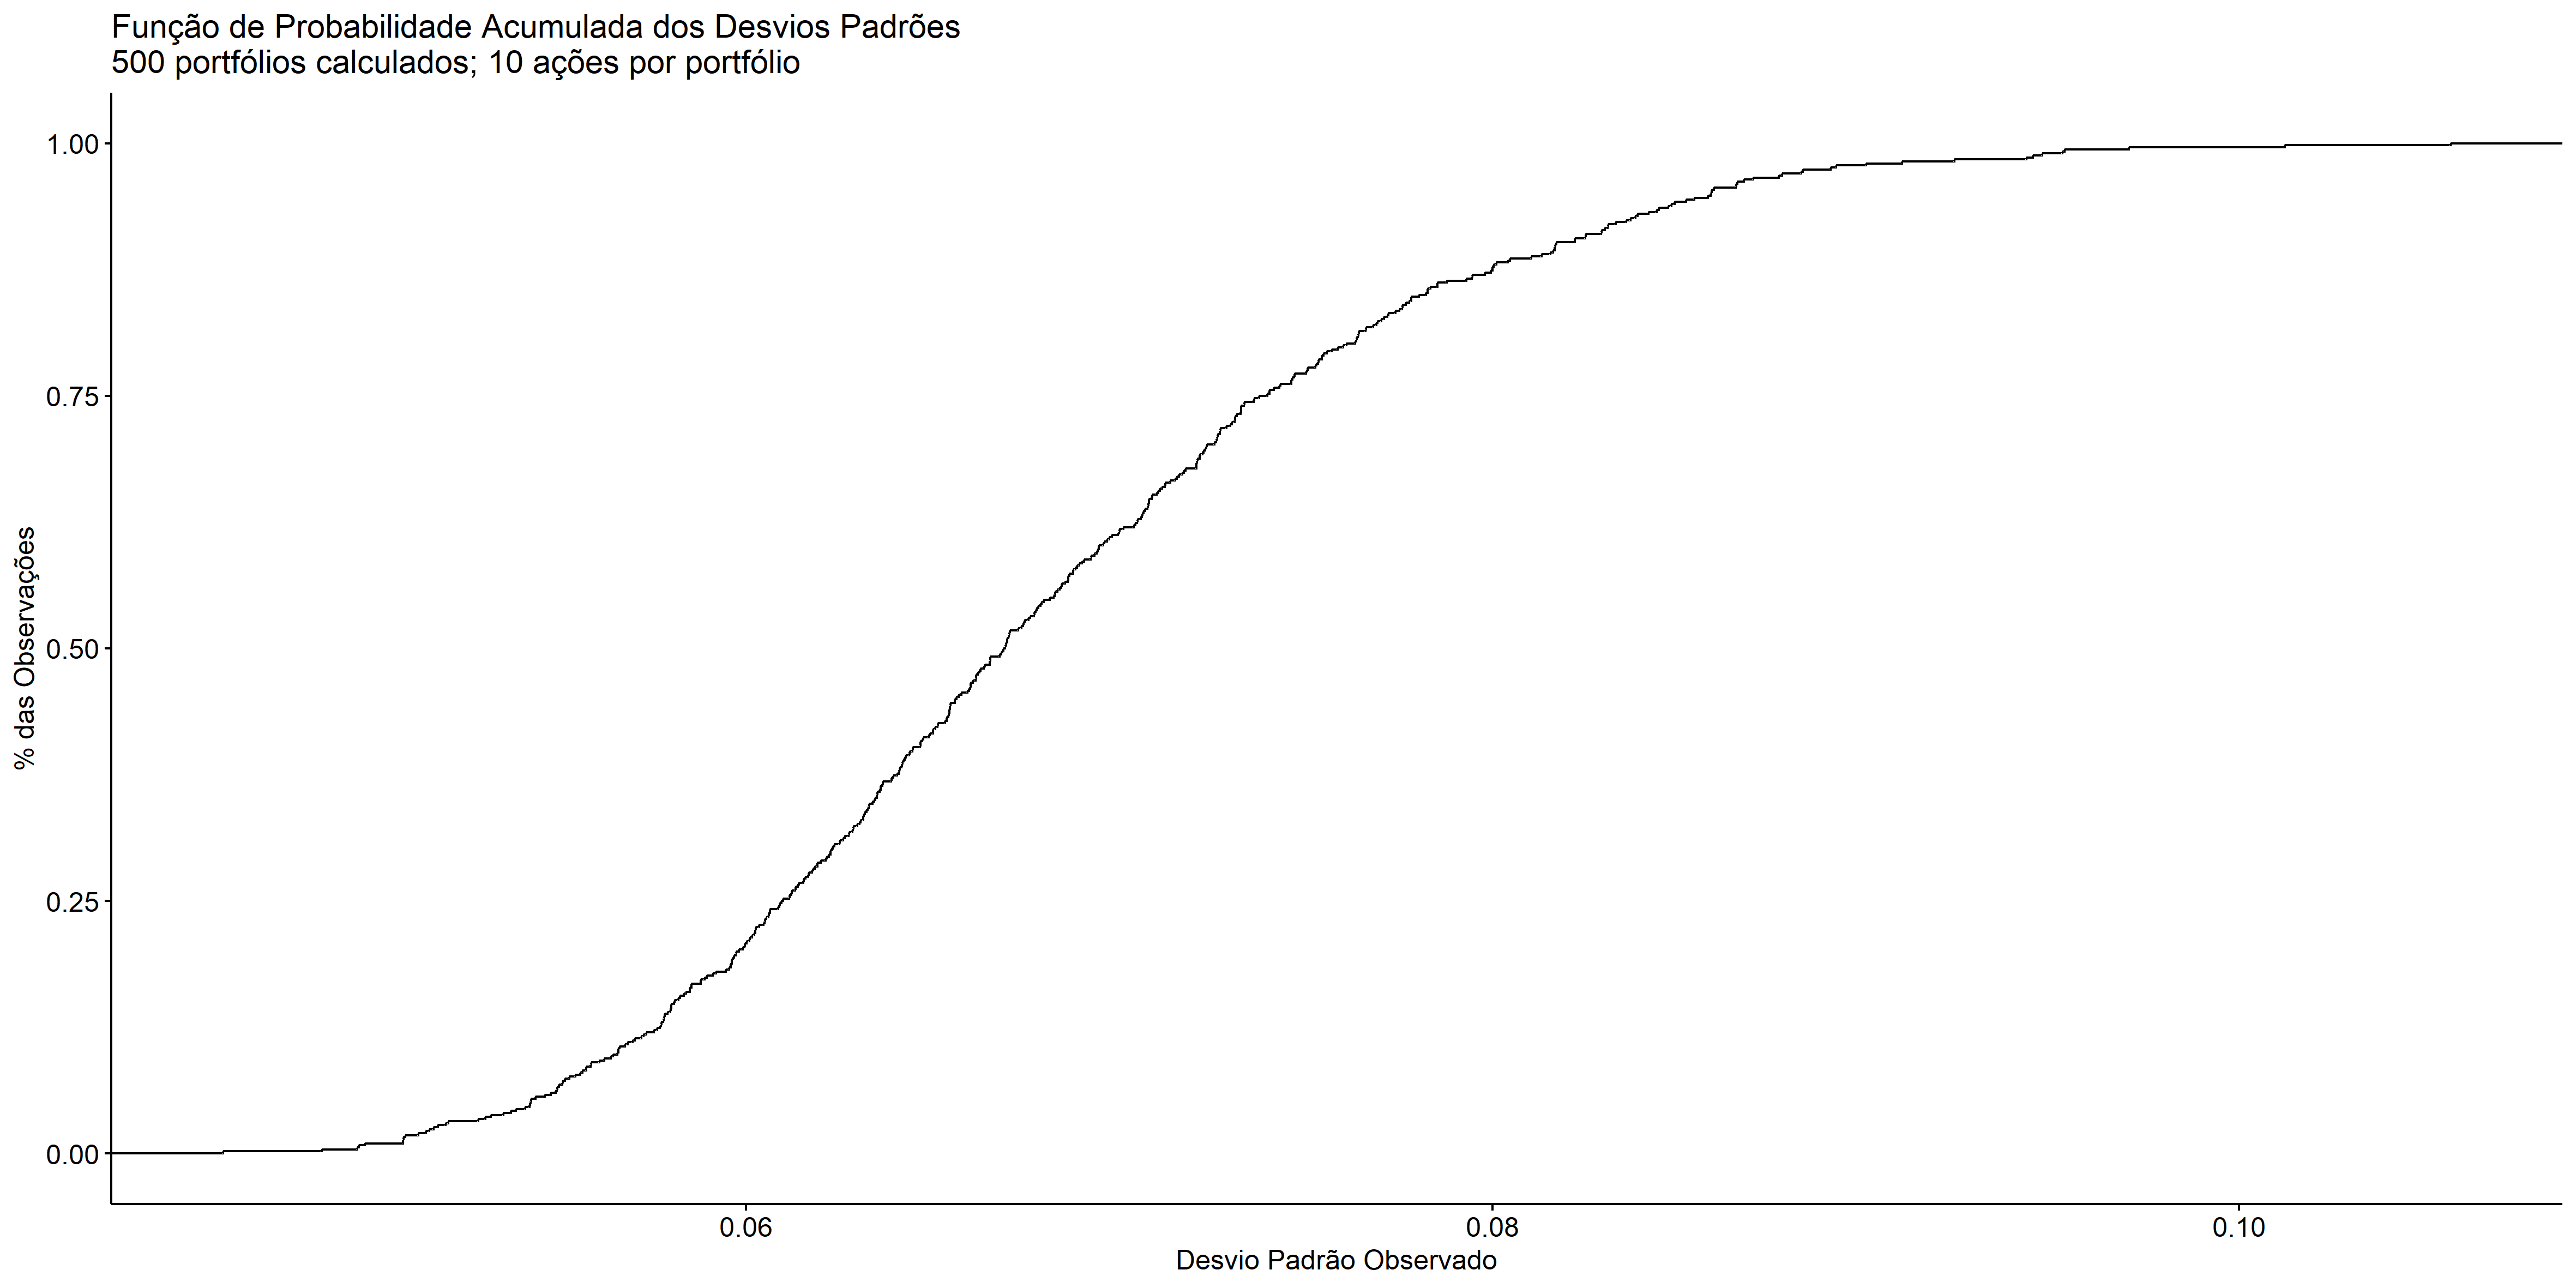 Função de Probabilidade Acumulada dos Desvios Padrões
500 portfólios calculados; 10 ações por portfólio
1.00
0.75
0.50
0.25
0.00
% das Observações
0.06
0.08
0.10
Desvio Padrão Observado